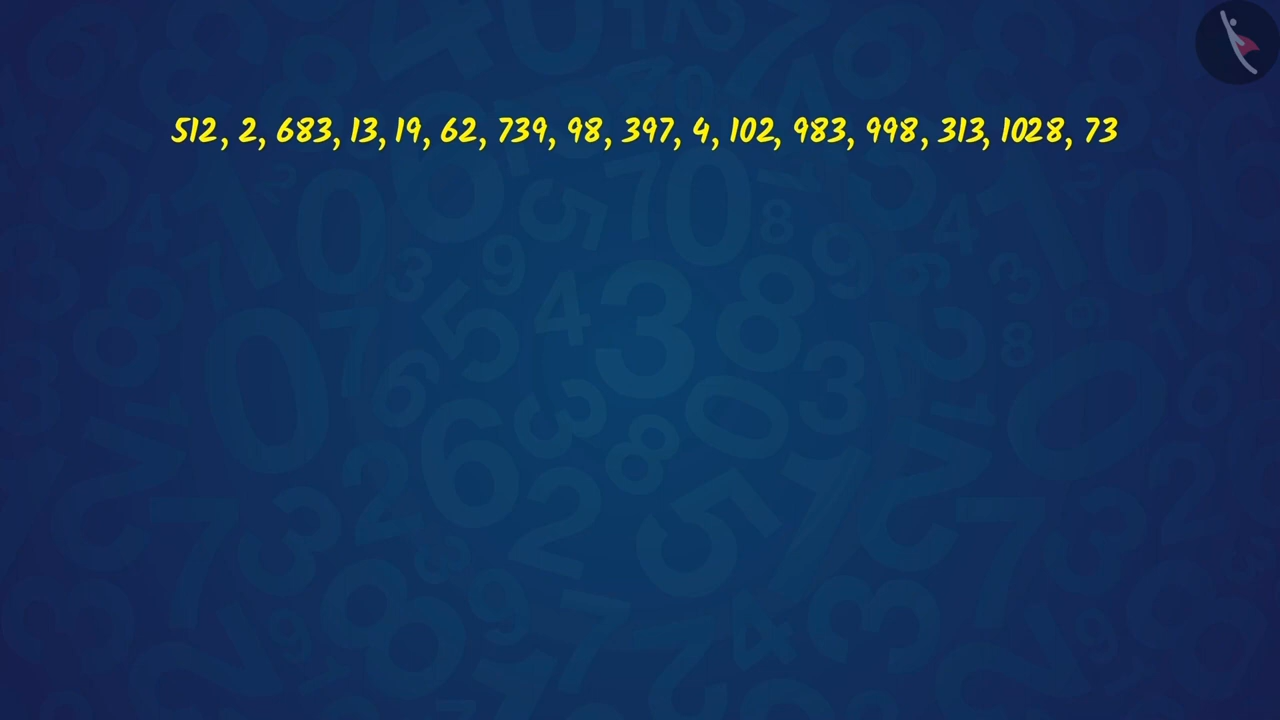 512, 2, 683, 13, 19, 62, 739, 98, 397, 4, 102, 983, 998, 313, 1028, 73